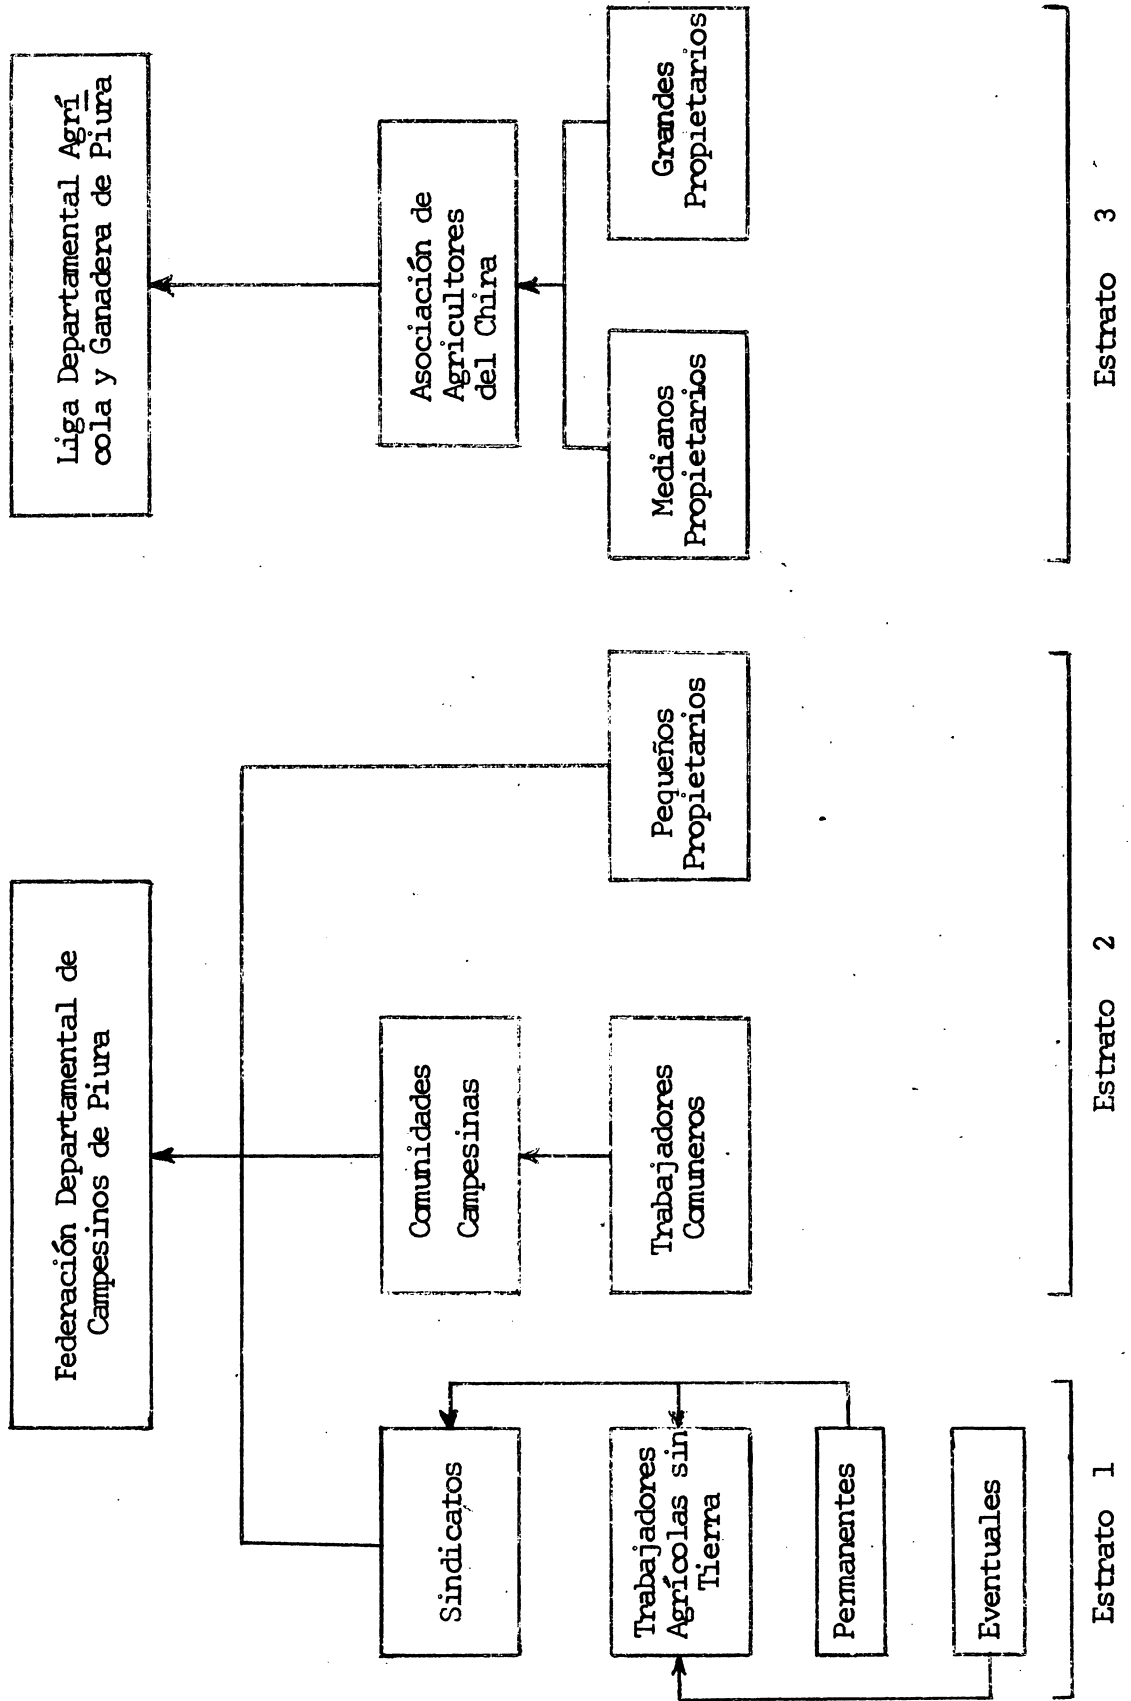 Federación Departamental de
Campesinos de Piura
Liga Departamental Agrí
cola y Ganadera de Piura
Sindicatos
Comunidades
Campesinas
Asociación de
Agricultores
del Chira
Trabajadores
Agrícolas sin
Tierra
Trabajadores
Comuneros
Pequeños
Propietarios
Medianos
Propietarios
Grandes
Propietarios
Permanentes
Eventuales
Estrato 1
Estrato 2
Estrato 3